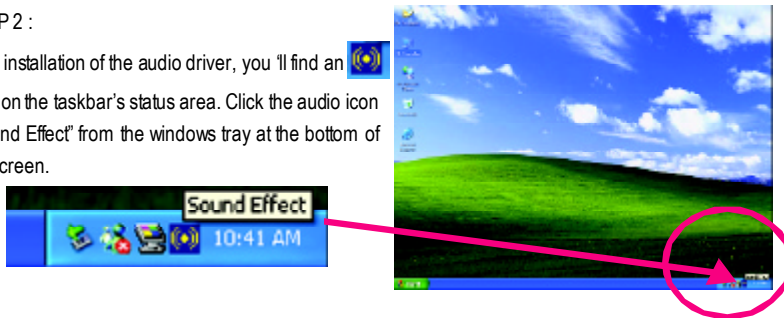 P 2 :
installation of the audio driver, you 'll find an
on the taskbar's status area. Click the audio icon
nd Effect" from the windows tray at the bottom of
creen.
Sound Effect
10:41 AM